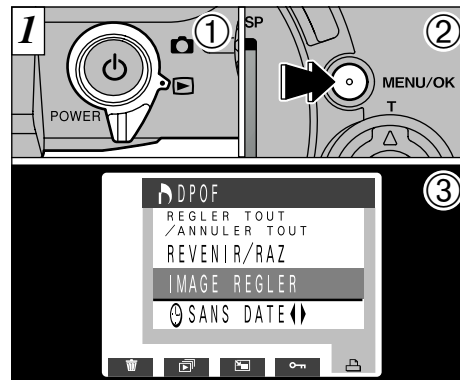 1
①
POWER
②
SP
MENU/OK
T
③
DPOF
REGLER TOUT
/ANNULER TOUT
REVENIR/RAZ
IMAGE REGLER
SANS DATE